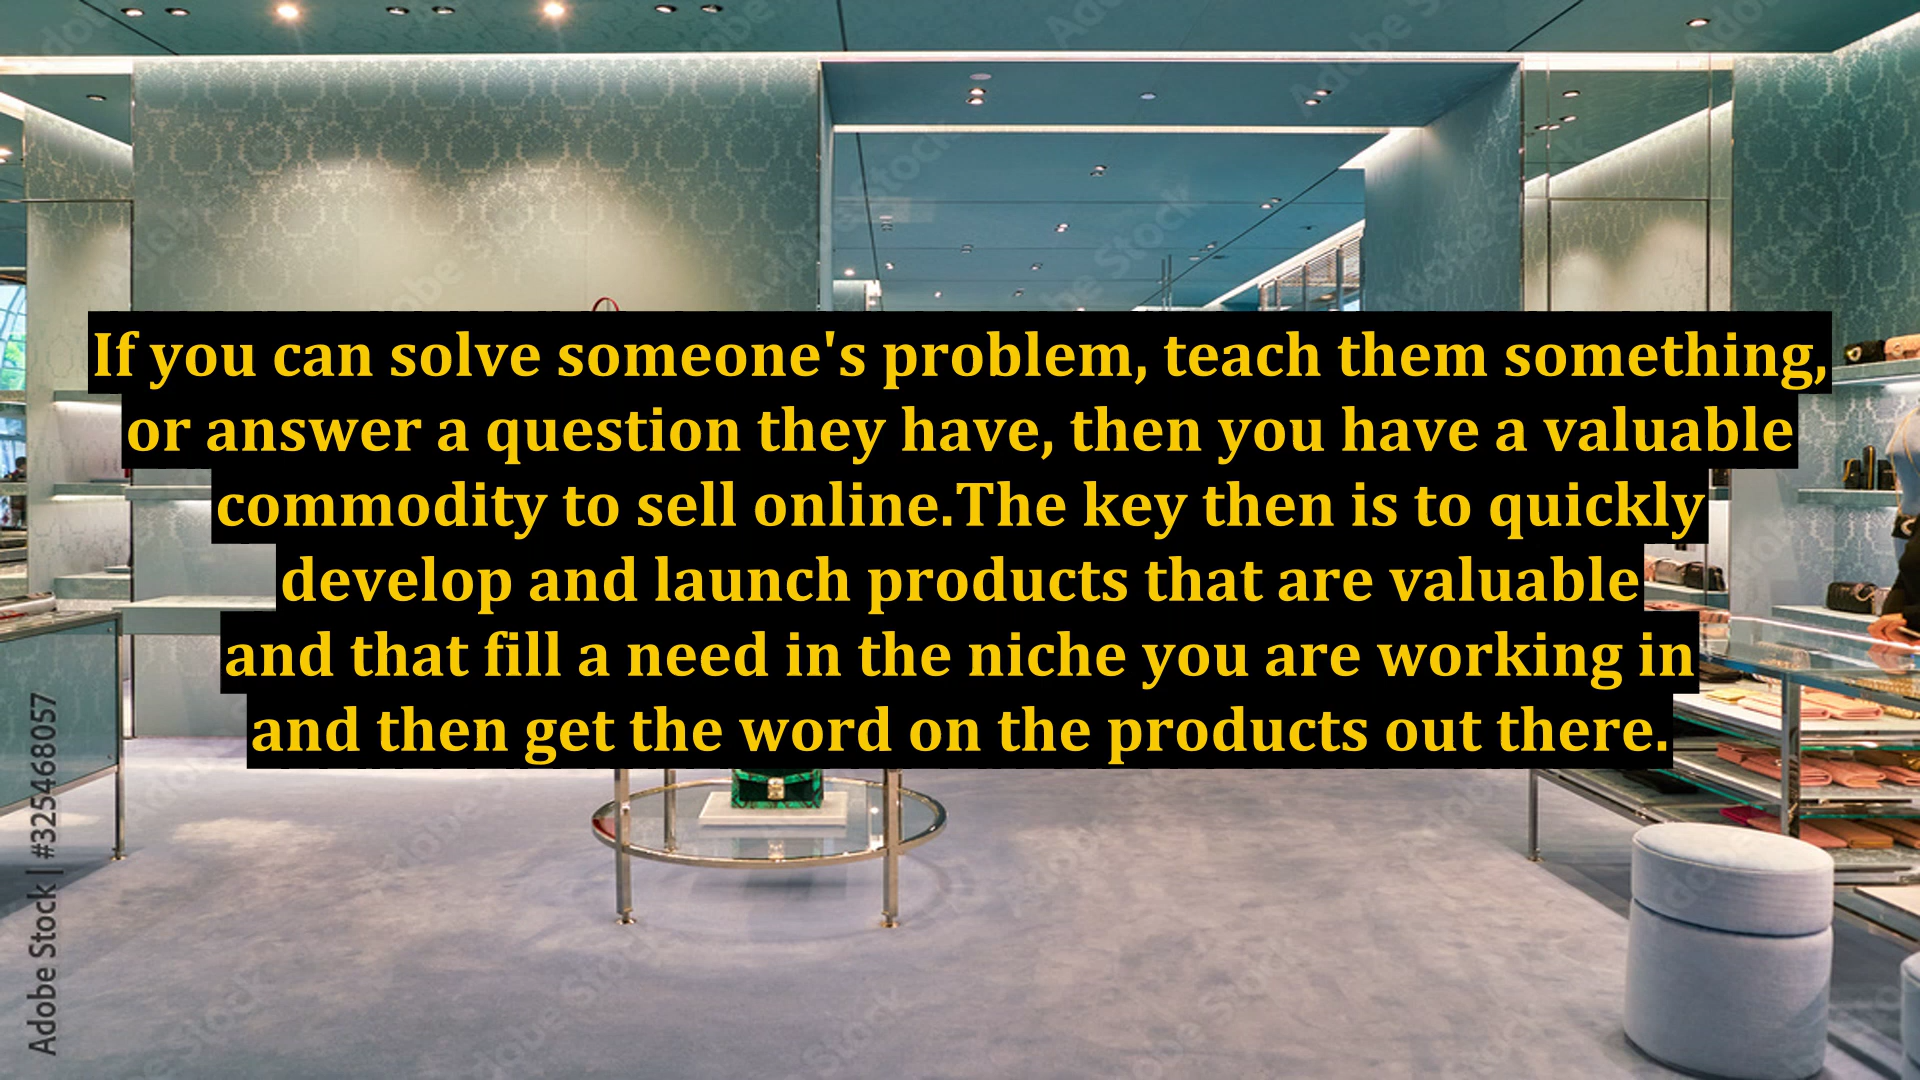 If you can solve someone's problem, teach them something,
or answer a question they have, then you have a valuable
commodity to sell online.The key then is to quickly
develop and launch products that are valuable
and that fill a need in the niche you are working in
and then get the word on the products out there.
Adobe Stock | #325468057